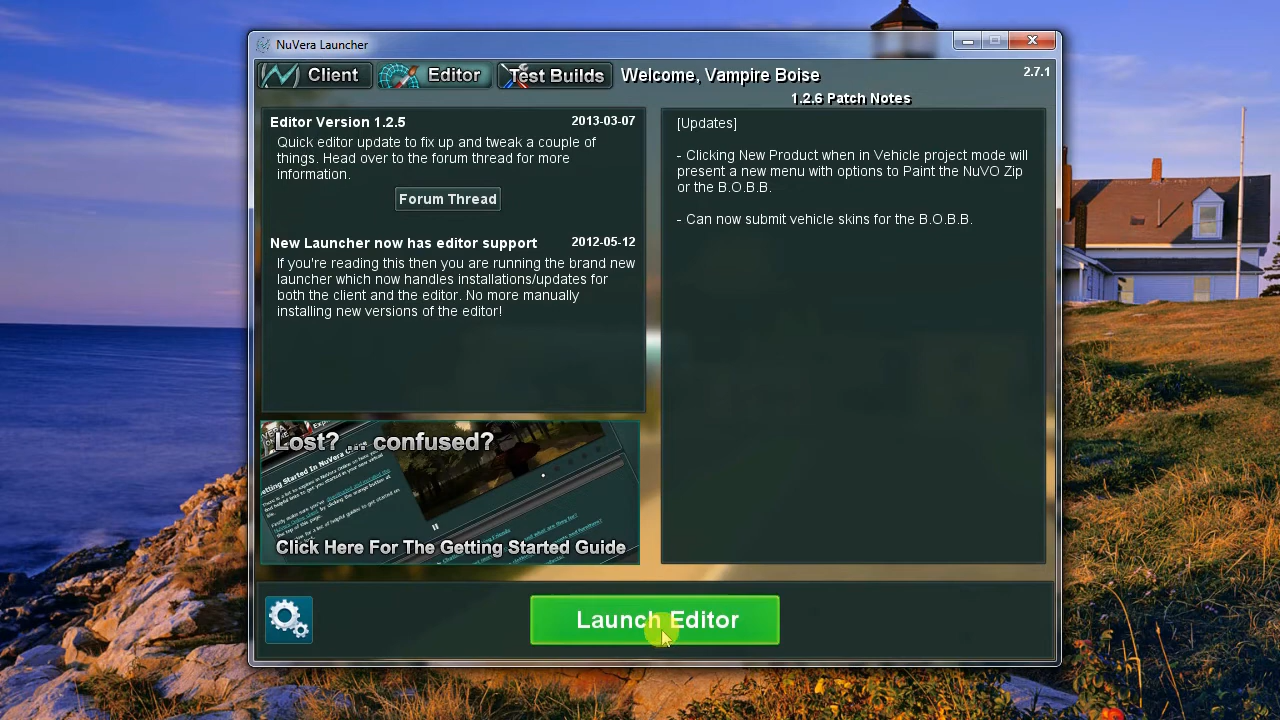 NuVera Launcher
Client
Editor
Test Builds
Welcome, Vampire Boise
2.7.1
Editor Version 1.2.5
2013-03-07
Quick editor update to fix up and tweak a couple of
things. Head over to the forum thread for more
information.
Forum Thread
New Launcher now has editor support
2012-05-12
If you're reading this then you are running the brand new
launcher which now handles installations/updates for
both the client and the editor. No more manually
installing new versions of the editor!
1.2.6 Patch Notes
[Updates]
- Clicking New Product when in Vehicle project mode will
present a new menu with options to Paint the NuVO Zip
or the B.O.B.B.
- Can now submit vehicle skins for the B.O.B.B.
Lost? ... confused?
Getting Started In NuVera
Click Here For The Getting Started Guide
Launch Editor